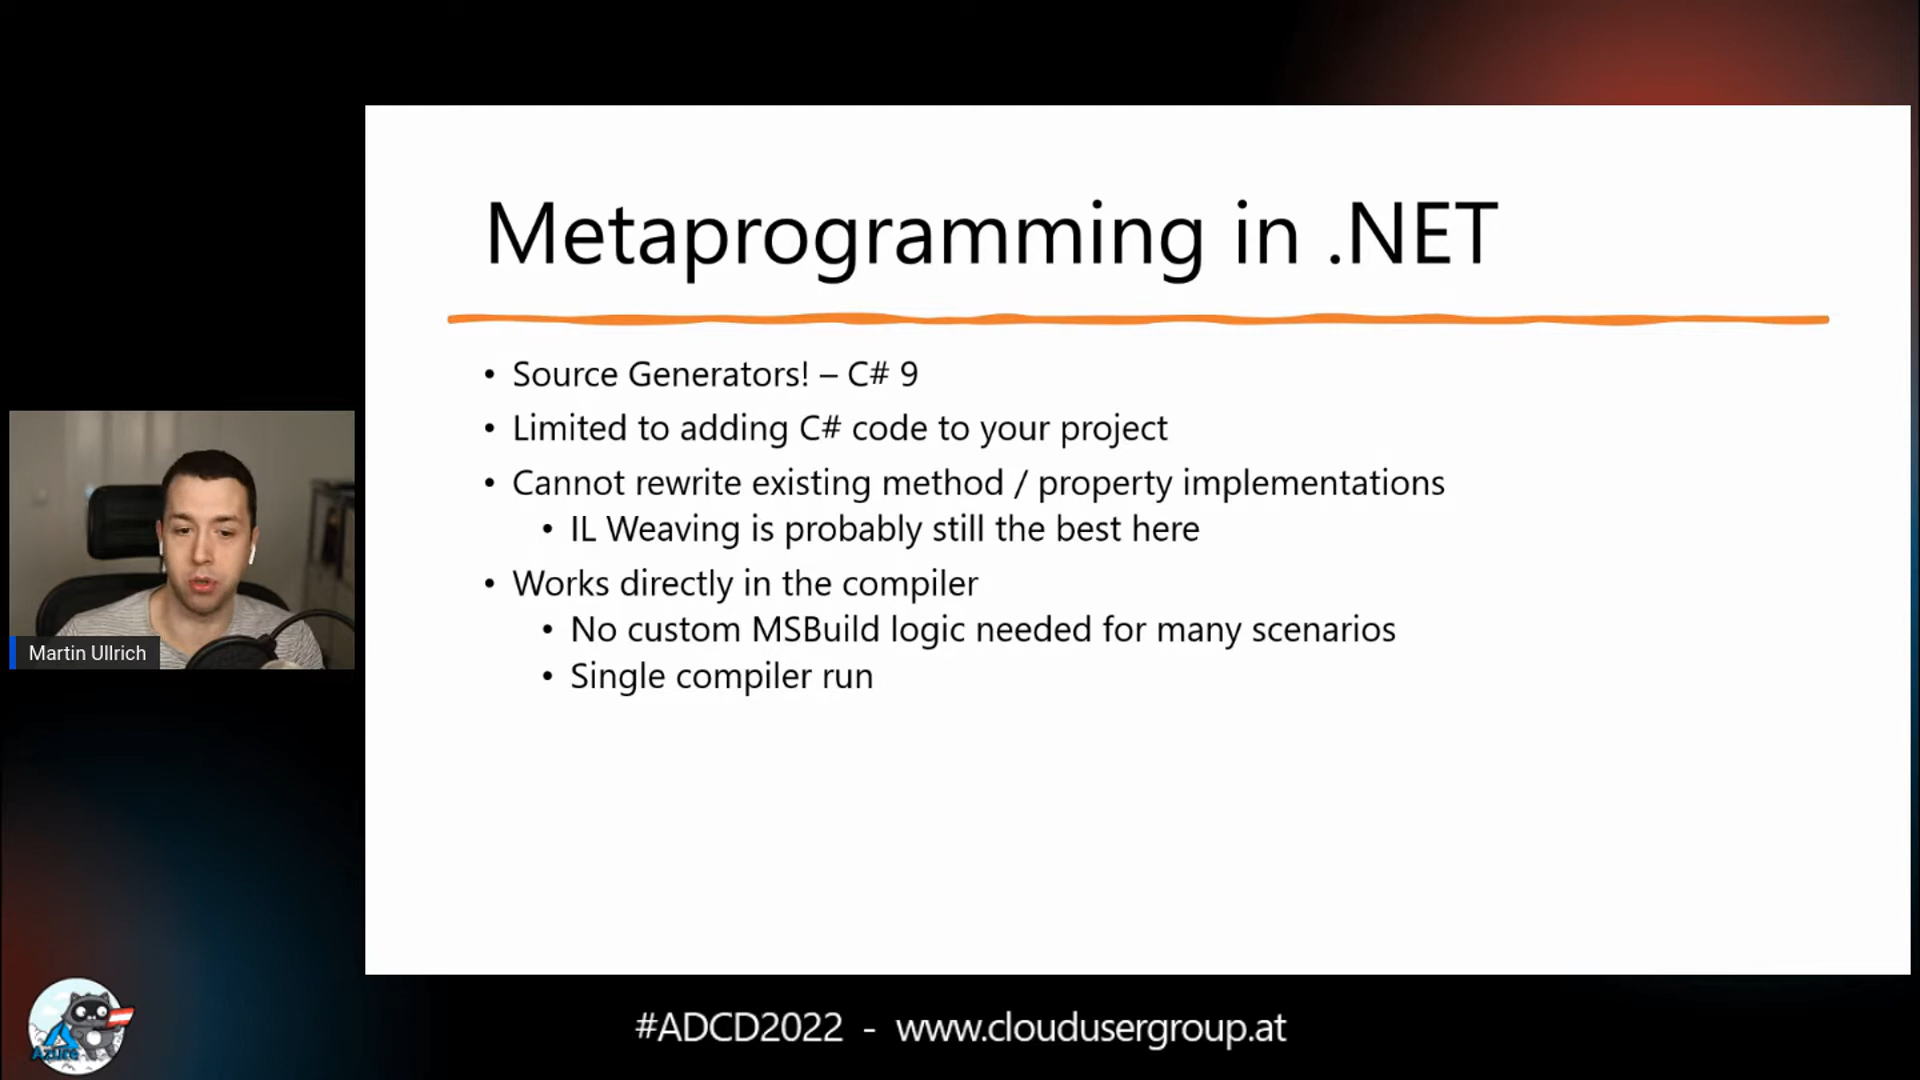 Metaprogramming in .NET
• Source Generators! – C# 9
• Limited to adding C# code to your project
• Cannot rewrite existing method / property implementations
• IL Weaving is probably still the best here
• Works directly in the compiler
• No custom MSBuild logic needed for many scenarios
• Single compiler run
Martin Ullrich
Azure
#ADCD2022 - www.cloudusergroup.at